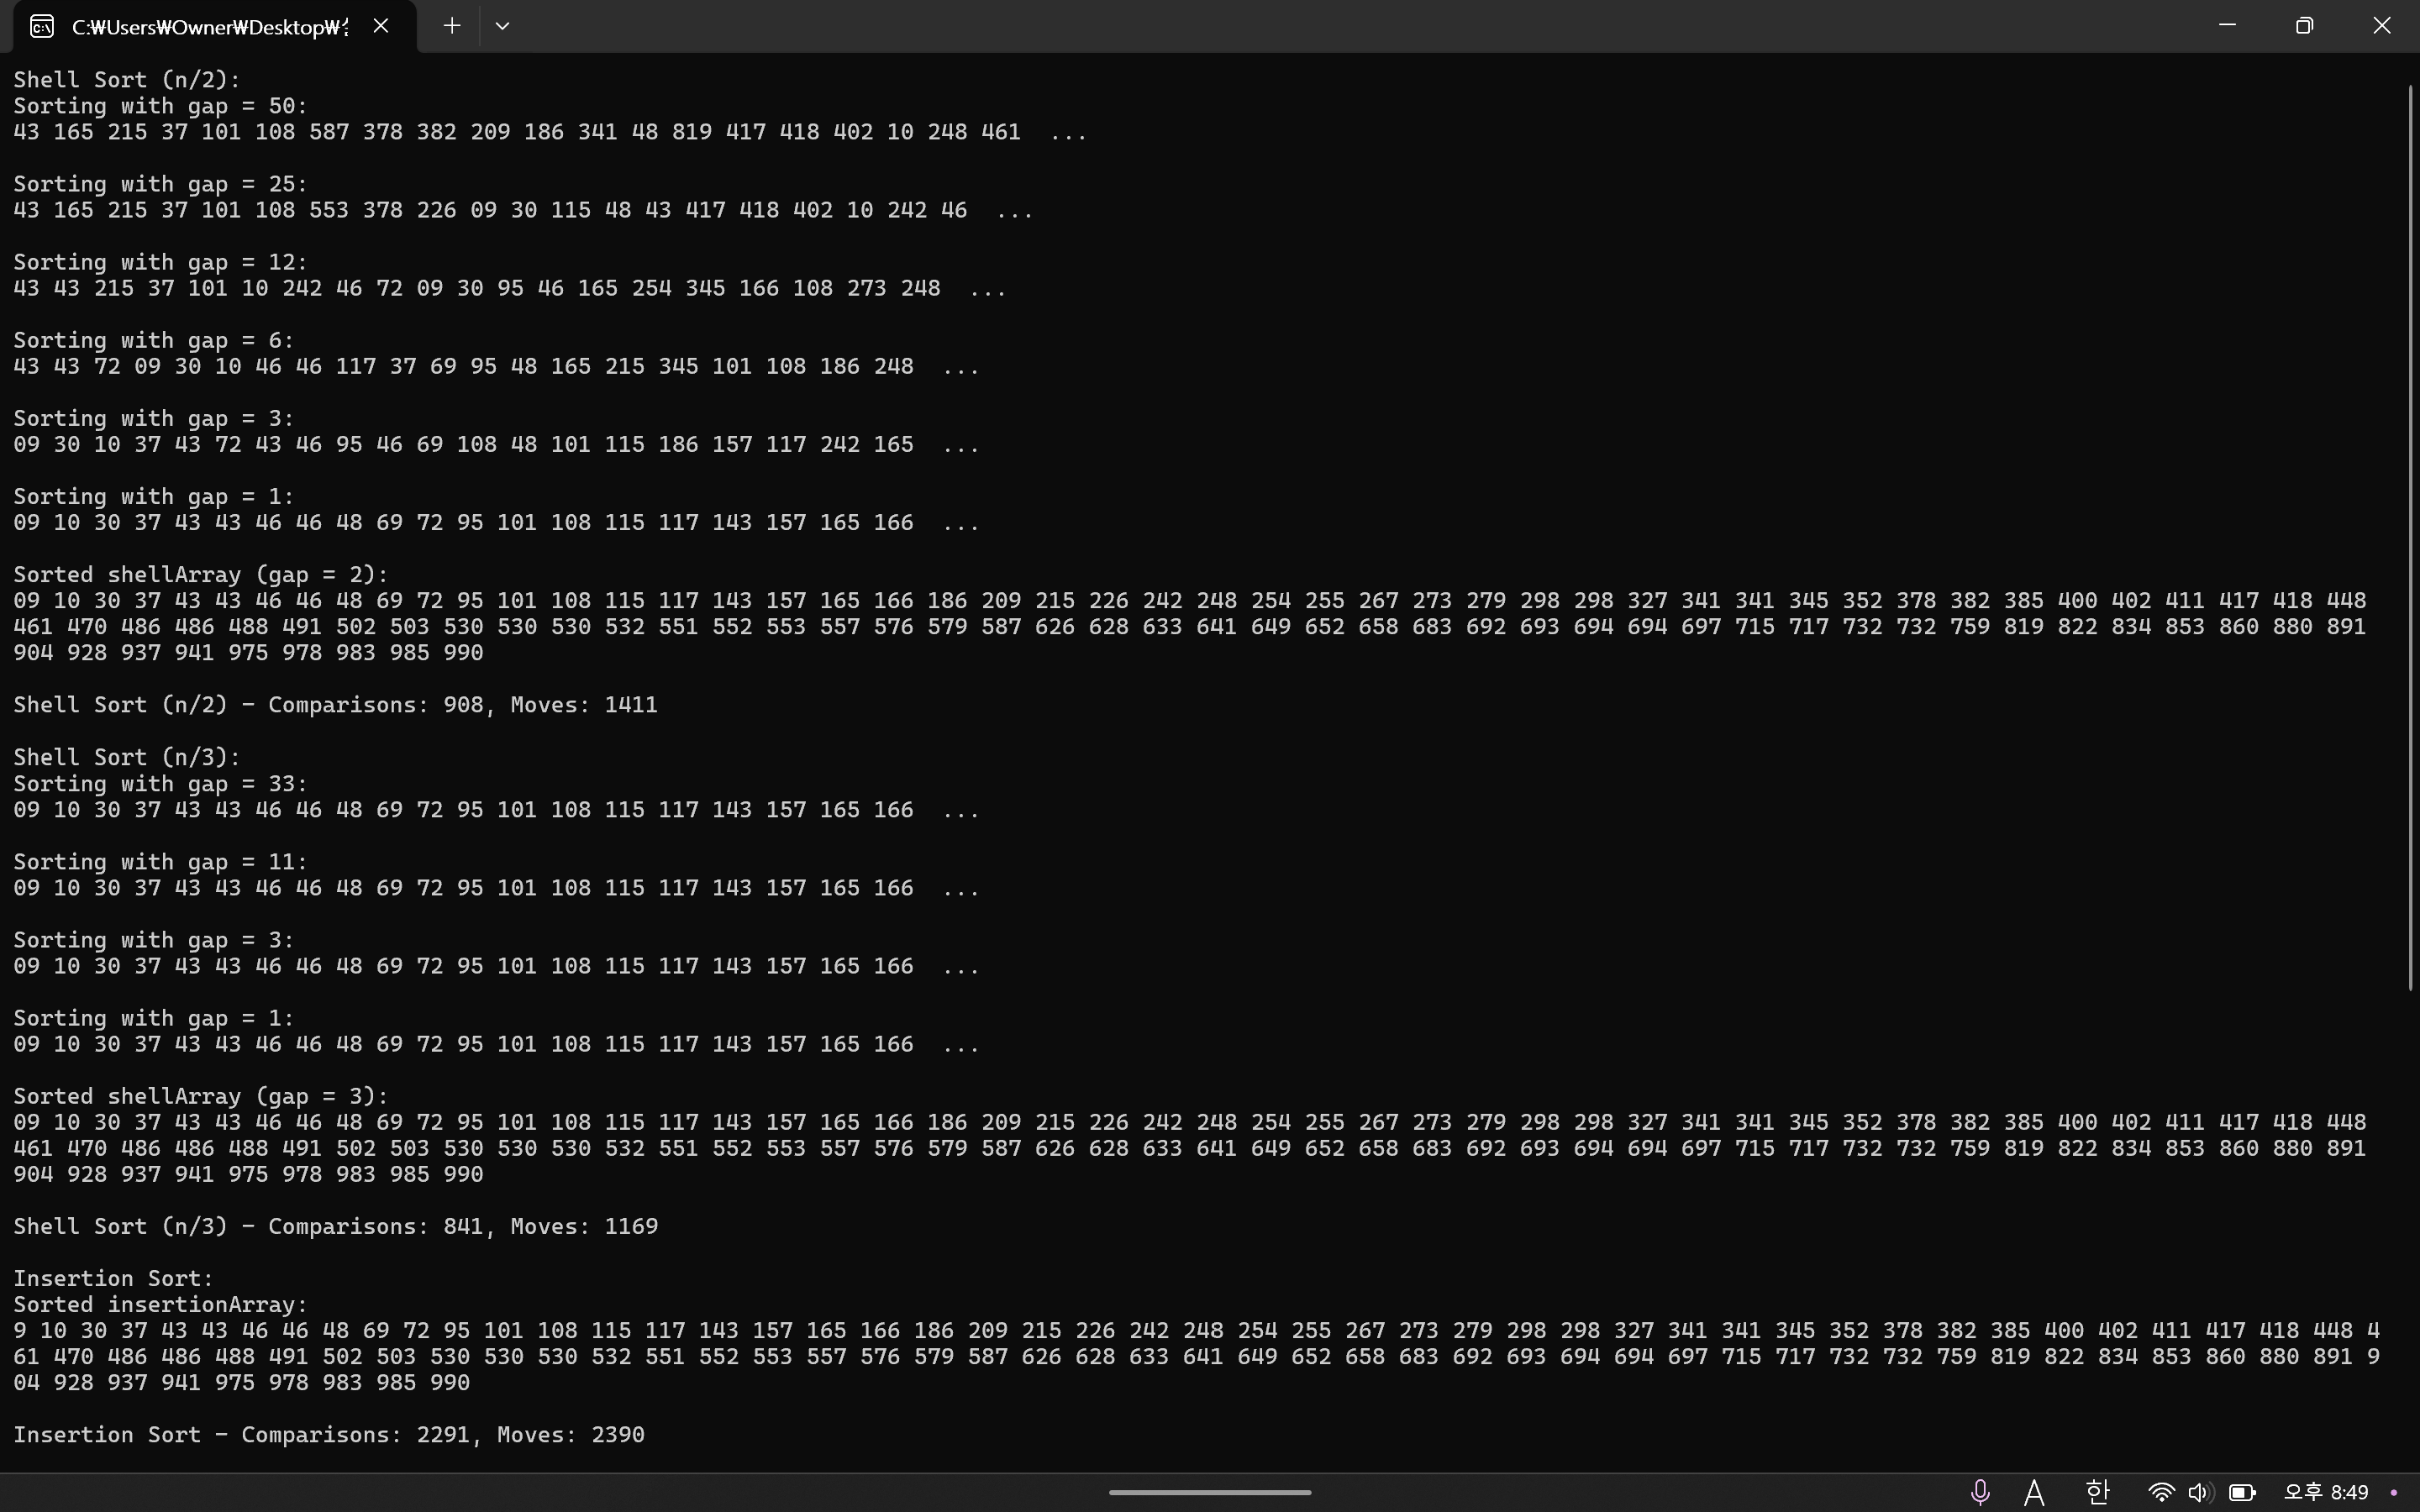 C:₩Users₩Owner₩Desktop₩
Shell Sort (n/2):
Sorting with gap = 50:
43 165 215 37 101 108 587 378 382 209 186 341 48 819 417 418 402 10 248 461 ...
Sorting with gap = 25:
43 165 215 37 101 108 553 378 226 09 30 115 48 43 417 418 402 10 242 46 ...
Sorting with gap = 12:
43 43 215 37 101 10 242 46 72 09 30 95 46 165 254 345 166 108 273 248 ...
Sorting with gap = 6:
43 43 72 09 30 10 46 46 117 37 69 95 48 165 215 345 101 108 186 248 ...
Sorting with gap = 3:
09 30 10 37 43 72 43 46 95 46 69 108 48 101 115 186 157 117 242 165 ...
Sorting with gap = 1:
09 10 30 37 43 43 46 46 48 69 72 95 101 108 115 117 143 157 165 166 ...
Sorted shellArray (gap = 2):
09 10 30 37 43 43 46 46 48 69 72 95 101 108 115 117 143 157 165 166 186 209 215 226 242 248 254 255 267 273 279 298 298 327 341 341 345 352 378 382 385 400 402 411 417 418 448
461 470 486 486 488 491 502 503 530 530 530 532 551 552 553 557 576 579 587 626 628 633 641 649 652 658 683 692 693 694 694 697 715 717 732 732 759 819 822 834 853 860 880 891
904 928 937 941 975 978 983 985 990
Shell Sort (n/2) - Comparisons: 908, Moves: 1411
Shell Sort (n/3):
Sorting with gap = 33:
09 10 30 37 43 43 46 46 48 69 72 95 101 108 115 117 143 157 165 166 ...
Sorting with gap = 11:
09 10 30 37 43 43 46 46 48 69 72 95 101 108 115 117 143 157 165 166 ...
Sorting with gap = 3:
09 10 30 37 43 43 46 46 48 69 72 95 101 108 115 117 143 157 165 166 ...
Sorting with gap = 1:
09 10 30 37 43 43 46 46 48 69 72 95 101 108 115 117 143 157 165 166 ...
Sorted shellArray (gap = 3):
09 10 30 37 43 43 46 46 48 69 72 95 101 108 115 117 143 157 165 166 186 209 215 226 242 248 254 255 267 273 279 298 298 327 341 341 345 352 378 382 385 400 402 411 417 418 448
461 470 486 486 488 491 502 503 530 530 530 532 551 552 553 557 576 579 587 626 628 633 641 649 652 658 683 692 693 694 694 697 715 717 732 732 759 819 822 834 853 860 880 891
904 928 937 941 975 978 983 985 990
Shell Sort (n/3) - Comparisons: 841, Moves: 1169
Insertion Sort:
Sorted insertionArray:
9 10 30 37 43 43 46 46 48 69 72 95 101 108 115 117 143 157 165 166 186 209 215 226 242 248 254 255 267 273 279 298 298 327 341 341 345 352 378 382 385 400 402 411 417 418 448 4
61 470 486 486 488 491 502 503 530 530 530 532 551 552 553 557 576 579 587 626 628 633 641 649 652 658 683 692 693 694 694 697 715 717 732 732 759 819 822 834 853 860 880 891 9
04 928 937 941 975 978 983 985 990
Insertion Sort - Comparisons: 2291, Moves: 2390
A 한 오후 8:49